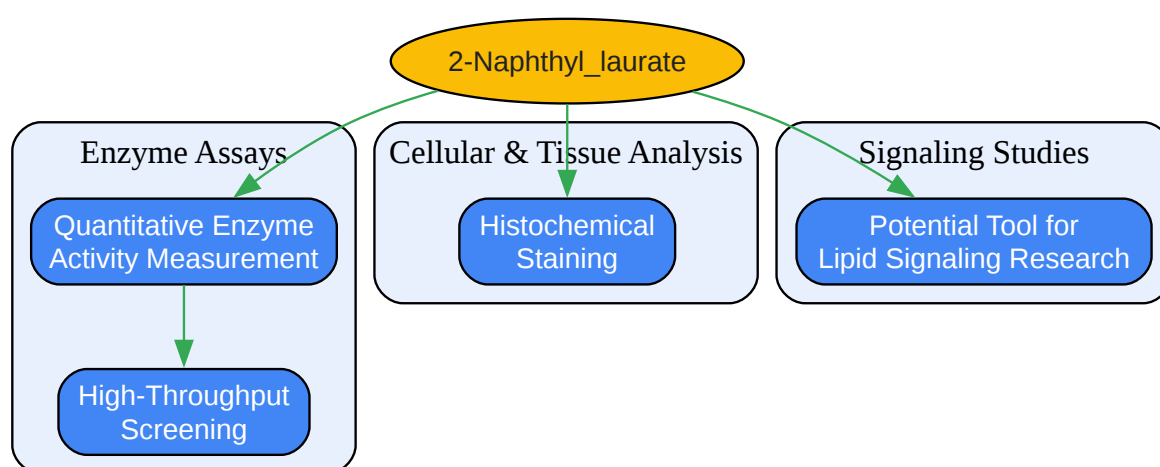 2-Naphthyl_laurate
Enzyme Assays
Quantitative Enzyme
Activity Measurement
High-Throughput
Screening
Cellular & Tissue Analysis
Histochemical
Staining
Signaling Studies
Potential Tool for
Lipid Signaling Research